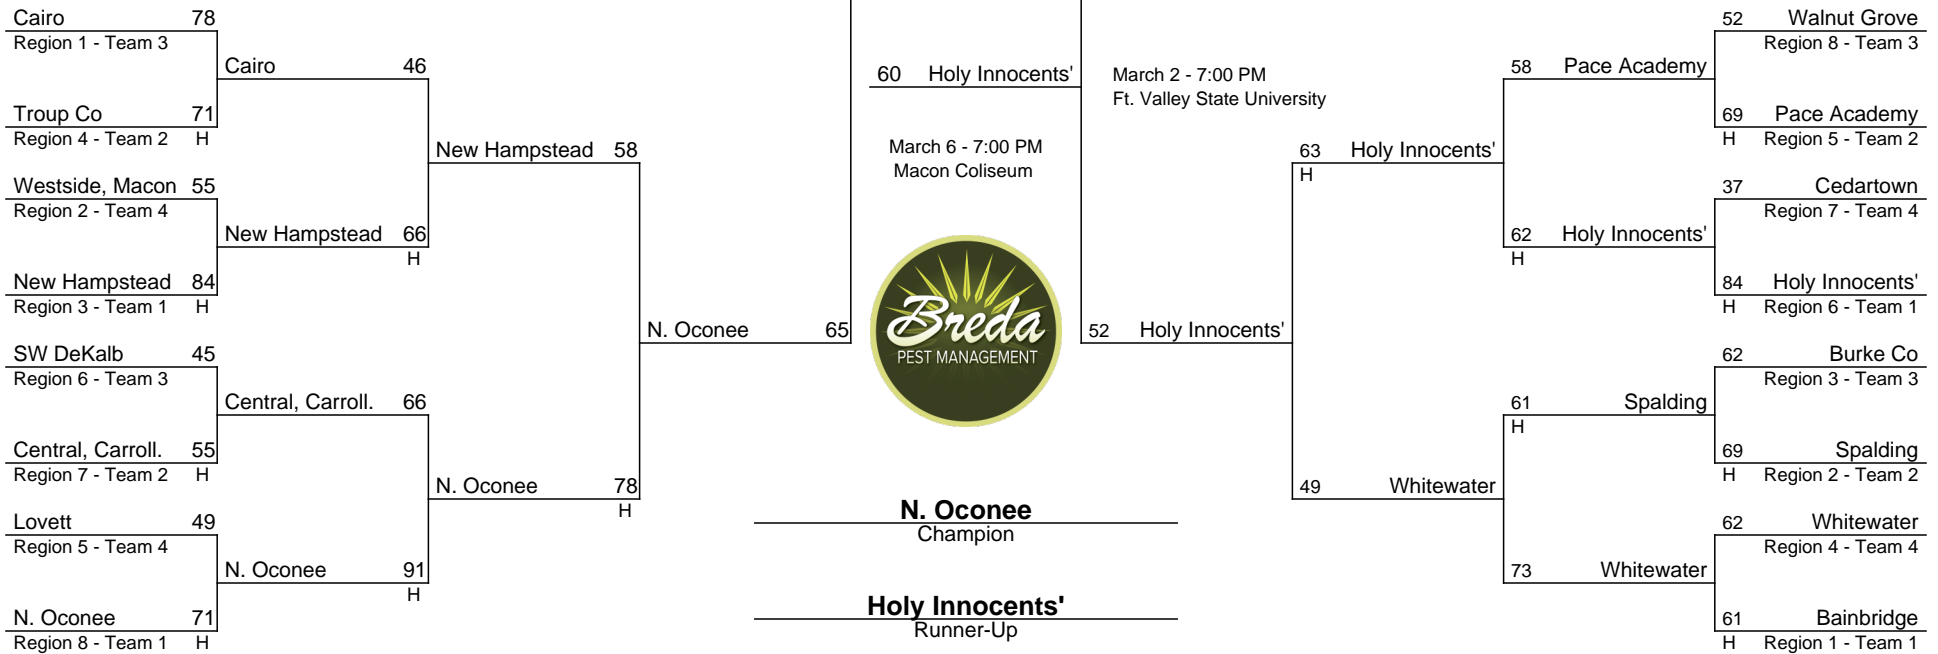 Cairo 78
Region 1 - Team 3
Cairo 46
Troup Co 71
Region 4 - Team 2 H
New Hampstead 58
Westside, Macon 55
Region 2 - Team 4
New Hampstead 66
H
New Hampstead 84
Region 3 - Team 1 H
N. Oconee 65
SW DeKalb 45
Region 6 - Team 3
Central, Carroll. 66
Central, Carroll. 55
Region 7 - Team 2 H
N. Oconee 78
H
Lovett 49
Region 5 - Team 4
N. Oconee 91
H
N. Oconee 71
Region 8 - Team 1 H
60 Holy Innocents'
March 6 - 7:00 PM
Macon Coliseum
Breda
PEST MANAGEMENT
N. Oconee
Champion
Holy Innocents'
Runner-Up
March 2 - 7:00 PM
Ft. Valley State University
52 Holy Innocents'
63 Holy Innocents'
H
49 Whitewater
58 Pace Academy
62 Holy Innocents'
H
61 Spalding
H
73 Whitewater
52 Walnut Grove
Region 8 - Team 3
69 Pace Academy
H Region 5 - Team 2
37 Cedartown
Region 7 - Team 4
84 Holy Innocents'
H Region 6 - Team 1
62 Burke Co
Region 3 - Team 3
69 Spalding
H Region 2 - Team 2
62 Whitewater
Region 4 - Team 4
61 Bainbridge
H Region 1 - Team 1